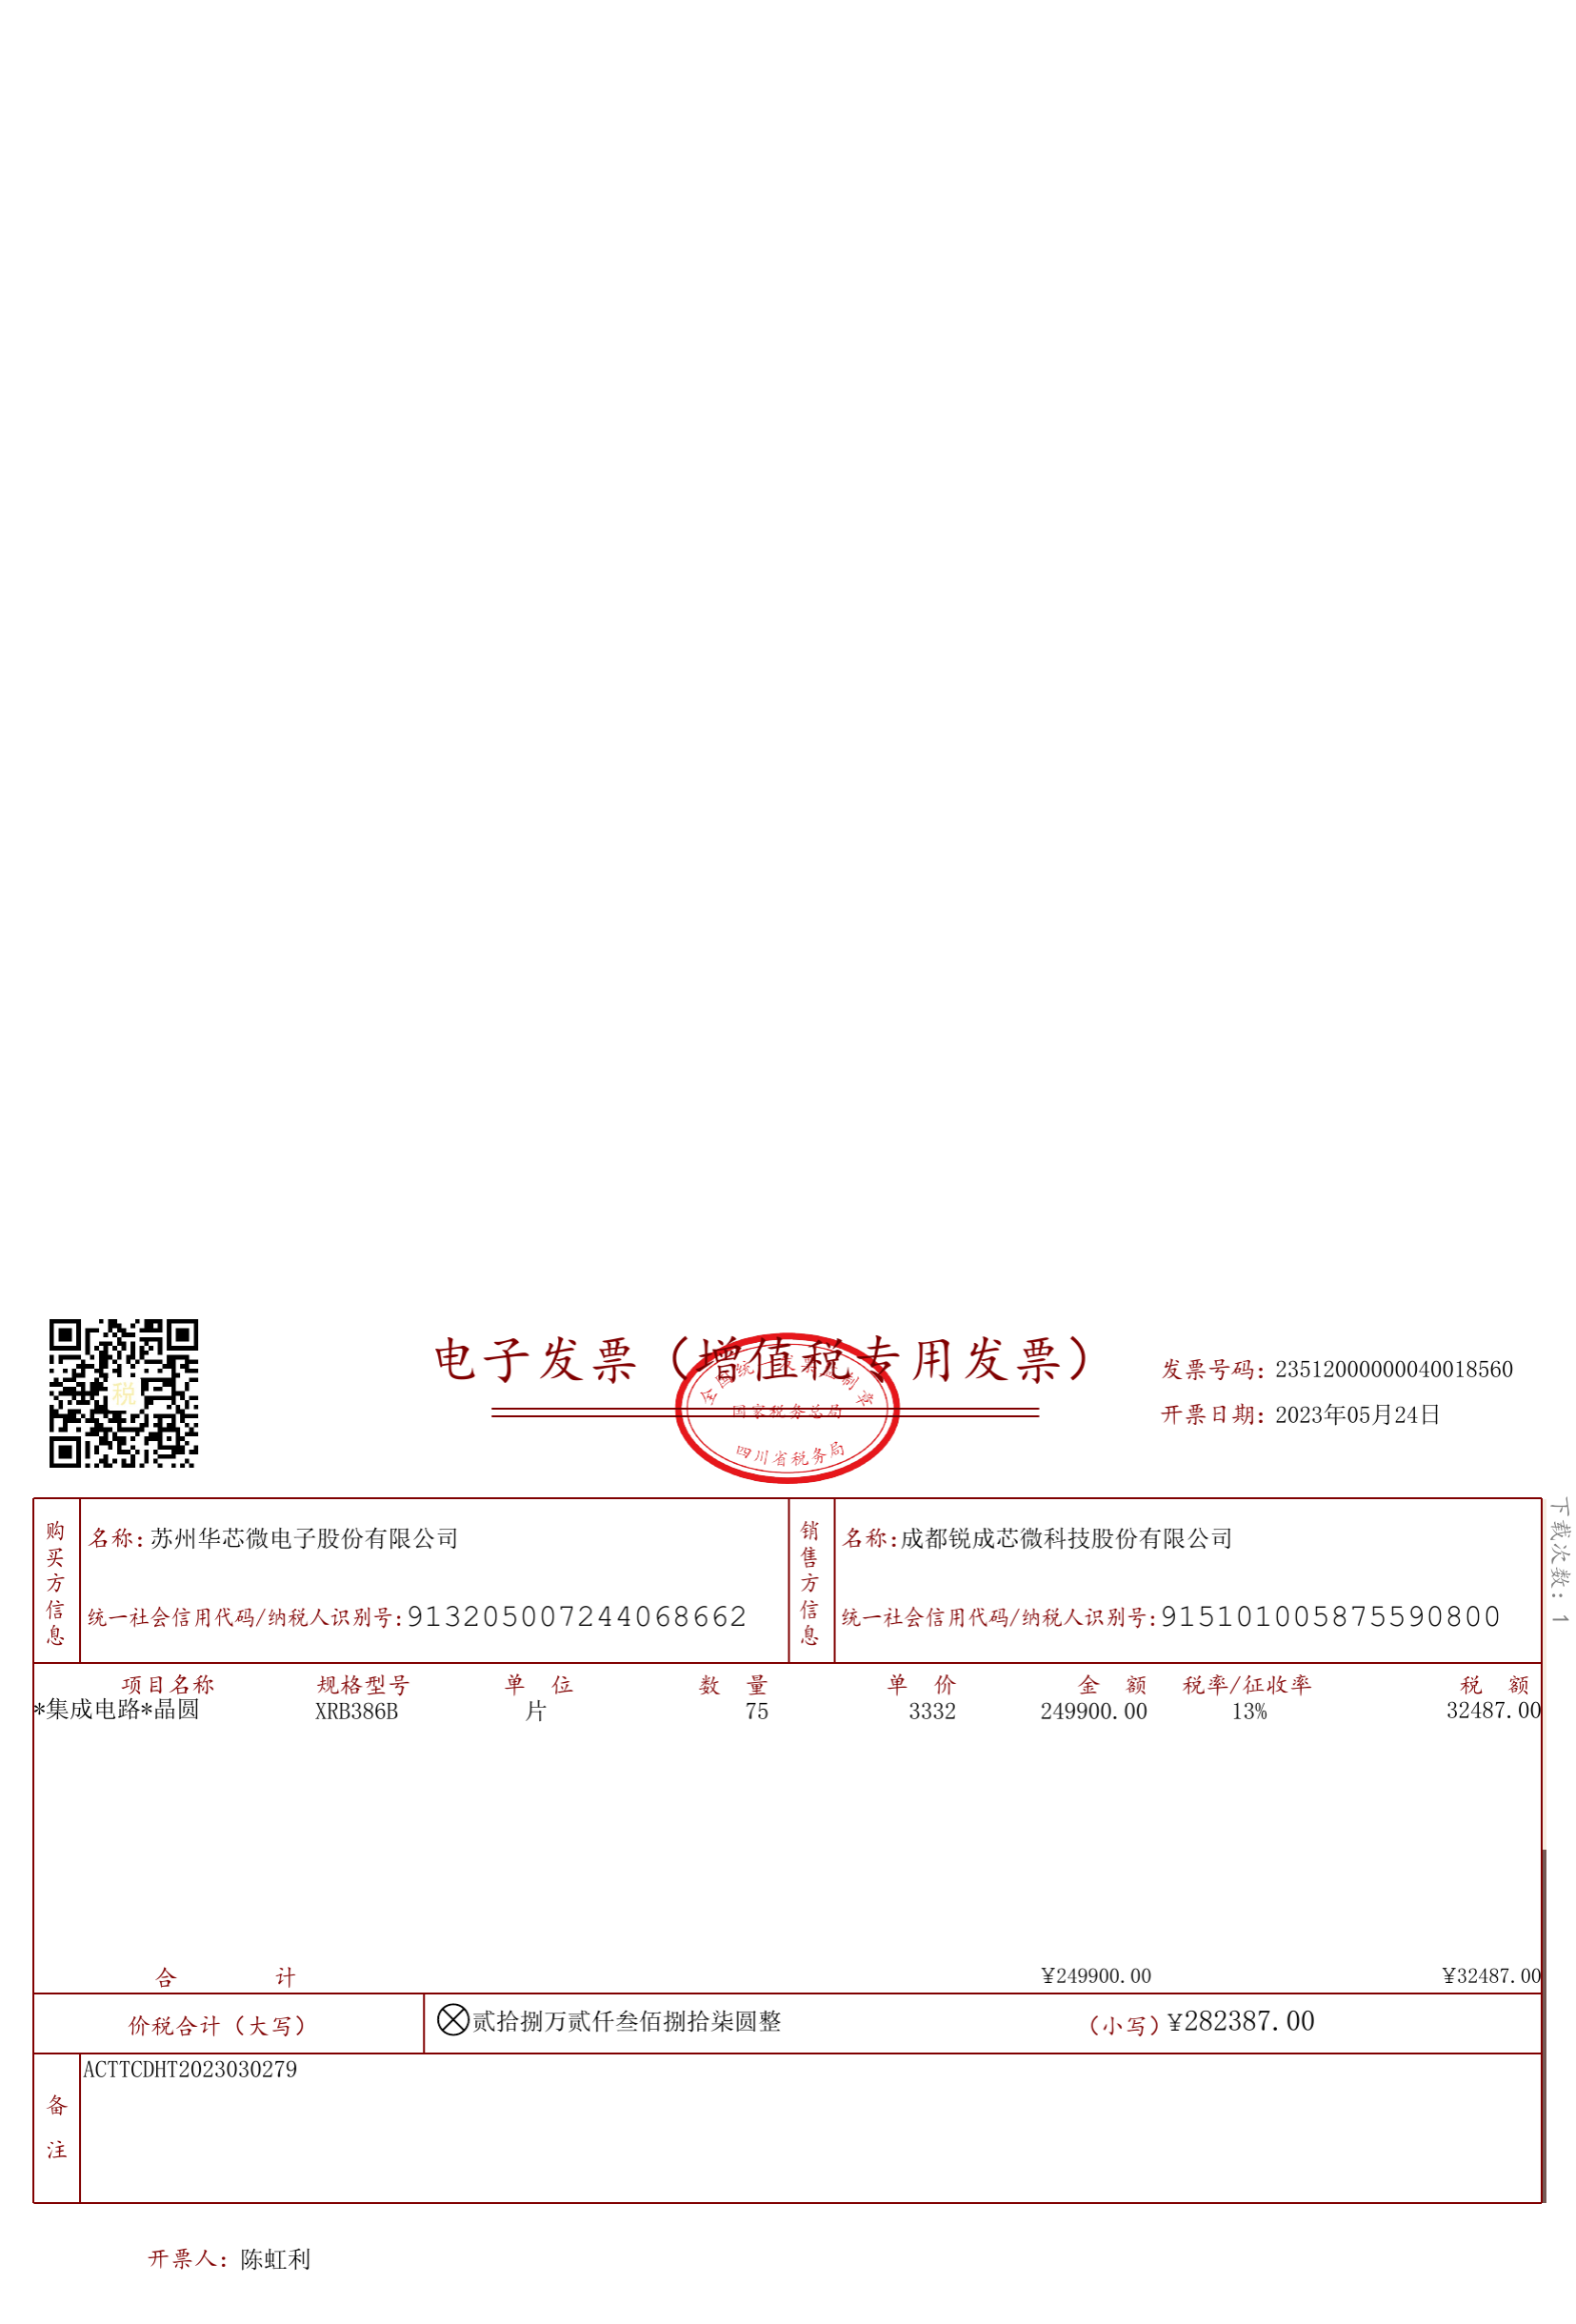 电子发票（增值税专用发票）
全国统一发票监制章
国家税务总局
四川省税务局
税
发票号码：23512000000040018560
开票日期：2023年05月24日
下载次数：1
购买方信息
名称：苏州华芯微电子股份有限公司
统一社会信用代码/纳税人识别号：913205007244068662
销售方信息
名称：成都锐成芯微科技股份有限公司
统一社会信用代码/纳税人识别号：915101005875590800
项目名称 规格型号 单 位 数 量 单 价 金 额 税率/征收率 税 额
*集成电路*晶圆 XRB386B 片 75 3332 249900.00 13% 32487.00
合 计 ¥249900.00 ¥32487.00
价税合计（大写） ⊗贰拾捌万贰仟叁佰捌拾柒圆整 （小写）¥282387.00
备注
ACTTCDHT2023030279
开票人：陈虹利